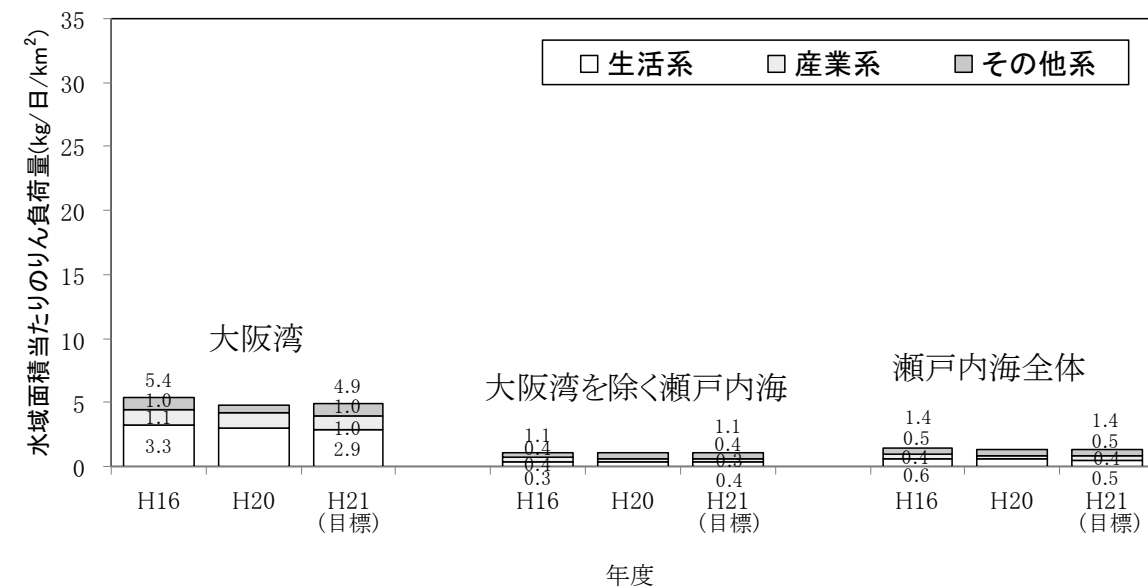 水域面積当たりのりん負荷量(kg/日/km²)
35
30
25
20
15
10
5
0
生活系
産業系
その他系
大阪湾
5.4
1.0
1.1
3.3
4.9
1.0
1.0
2.9
大阪湾を除く瀬戸内海
1.1
0.4
0.4
0.3
1.1
0.4
0.3
0.4
瀬戸内海全体
1.4
0.5
0.4
0.6
1.4
0.5
0.4
0.5
H16
H20
H21
(目標)
H16
H20
H21
(目標)
H16
H20
H21
(目標)
年度